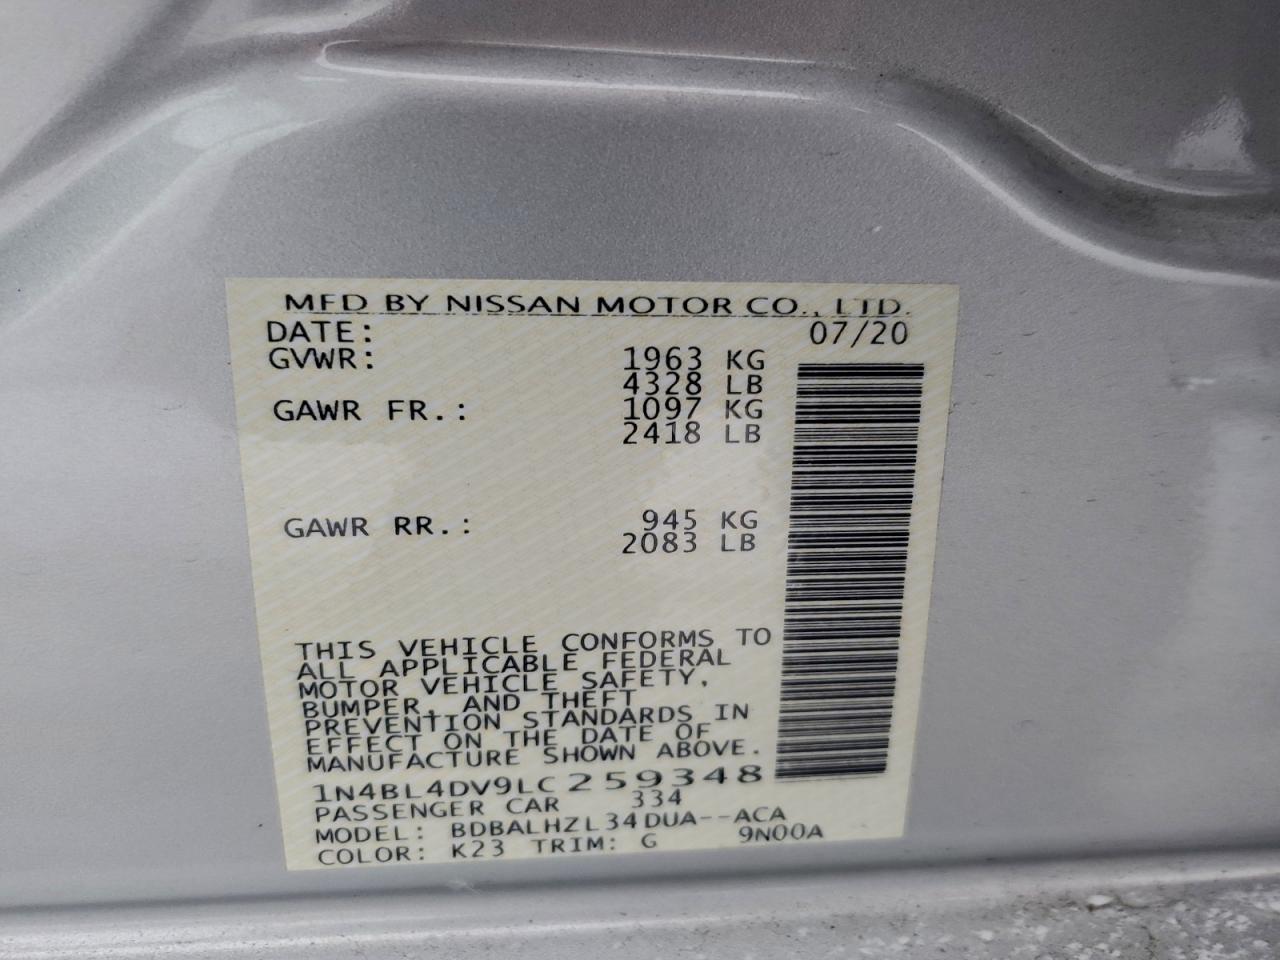 MFD BY NISSAN MOTOR CO., LTD.
DATE: 07/20
GVWR: 1963 KG
4328 LB
GAWR FR.: 1097 KG
2418 LB
GAWR RR.: 945 KG
2083 LB
THIS VEHICLE CONFORMS TO
ALL APPLICABLE FEDERAL
MOTOR VEHICLE SAFETY,
BUMPER, AND THEFT
PREVENTION STANDARDS IN
EFFECT ON THE DATE OF
MANUFACTURE SHOWN ABOVE.
1N4BL4DV9LC259348
PASSENGER CAR 334
MODEL: BDBALHZL34DUA--ACA
COLOR: K23 TRIM: G 9N00A